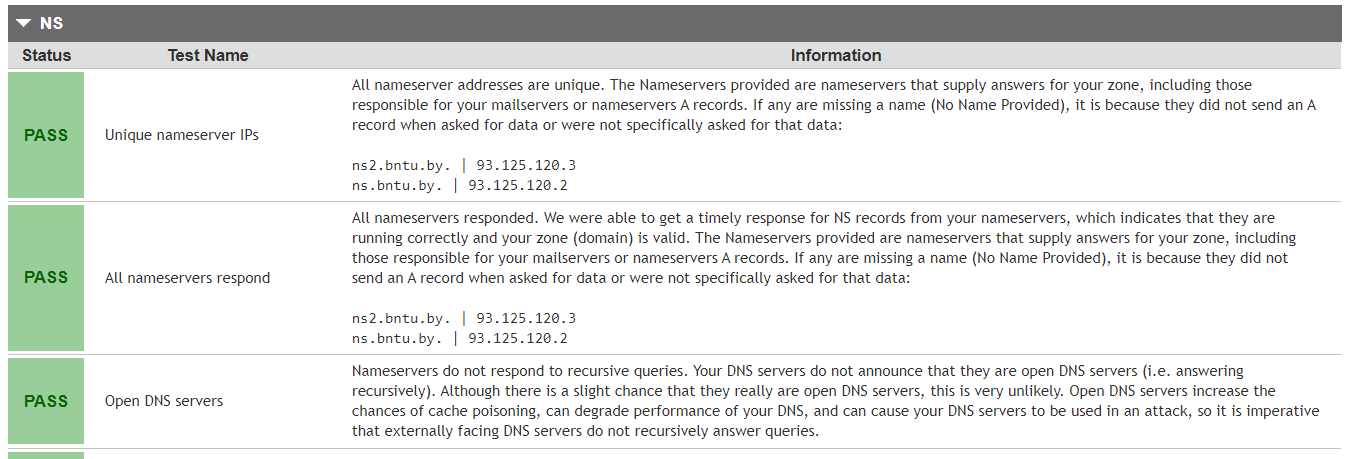 NS
Status Test Name Information
All nameserver addresses are unique. The Nameservers provided are nameservers that supply answers for your zone, including those
responsible for your mailservers or nameservers A records. If any are missing a name (No Name Provided), it is because they did not send an A
record when asked for data or were not specifically asked for that data:
PASS Unique nameserver IPs
ns2.bntu.by. | 93.125.120.3
ns.bntu.by. | 93.125.120.2
All nameservers responded. We were able to get a timely response for NS records from your nameservers, which indicates that they are
running correctly and your zone (domain) is valid. The Nameservers provided are nameservers that supply answers for your zone, including
those responsible for your mailservers or nameservers A records. If any are missing a name (No Name Provided), it is because they did not
PASS All nameservers respond send an A record when asked for data or were not specifically asked for that data:
ns2.bntu.by. | 93.125.120.3
ns.bntu.by. | 93.125.120.2
Nameservers do not respond to recursive queries. Your DNS servers do not announce that they are open DNS servers (i.e. answering
recursively). Although there is a slight chance that they really are open DNS servers, this is very unlikely. Open DNS servers increase the
PASS Open DNS servers chances of cache poisoning, can degrade performance of your DNS, and can cause your DNS servers to be used in an attack, so it is imperative
that externally facing DNS servers do not recursively answer queries.